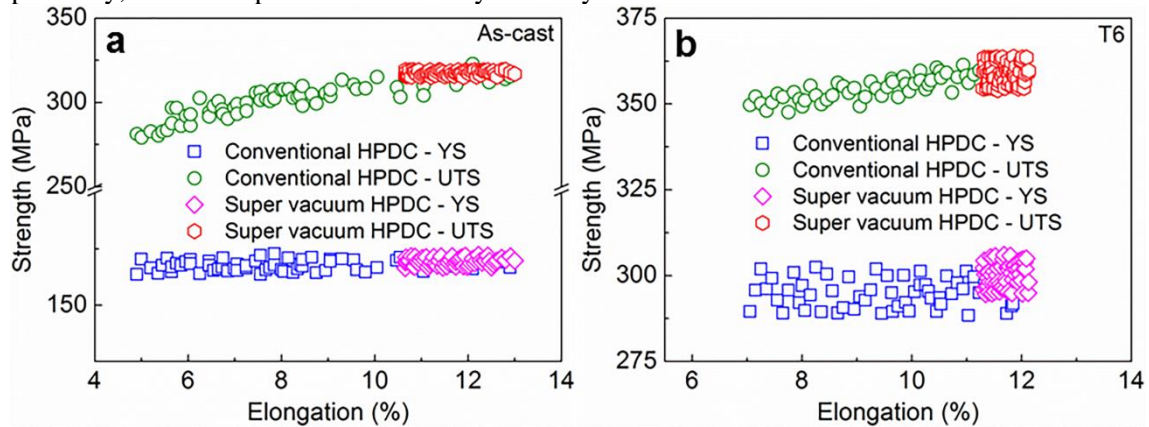 350
a
As-cast
300
Strength (MPa)
Conventional HPDC - YS
Conventional HPDC - UTS
250
Super vacuum HPDC - YS
Super vacuum HPDC - UTS
150
4 6 8 10 12 14
Elongation (%)
375
b
T6
350
Strength (MPa)
Conventional HPDC - YS
Conventional HPDC - UTS
325
Super vacuum HPDC - YS
Super vacuum HPDC - UTS
300
275
6 8 10 12 14
Elongation (%)